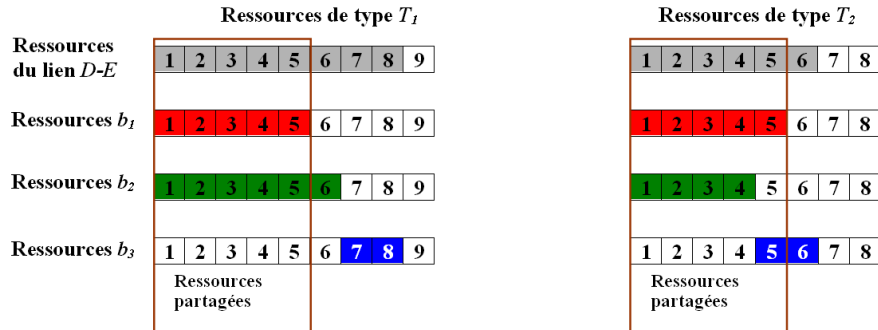 Ressources de type T1
Ressources de type T2
Ressources
du lien D-E
1 2 3 4 5 6 7 8 9
1 2 3 4 5 6 7 8
Ressources b1
1 2 3 4 5 6 7 8 9
1 2 3 4 5 6 7 8
Ressources b2
1 2 3 4 5 6 7 8 9
1 2 3 4 5 6 7 8
Ressources b3
1 2 3 4 5 6 7 8 9
1 2 3 4 5 6 7 8
Ressources
partagées
Ressources
partagées